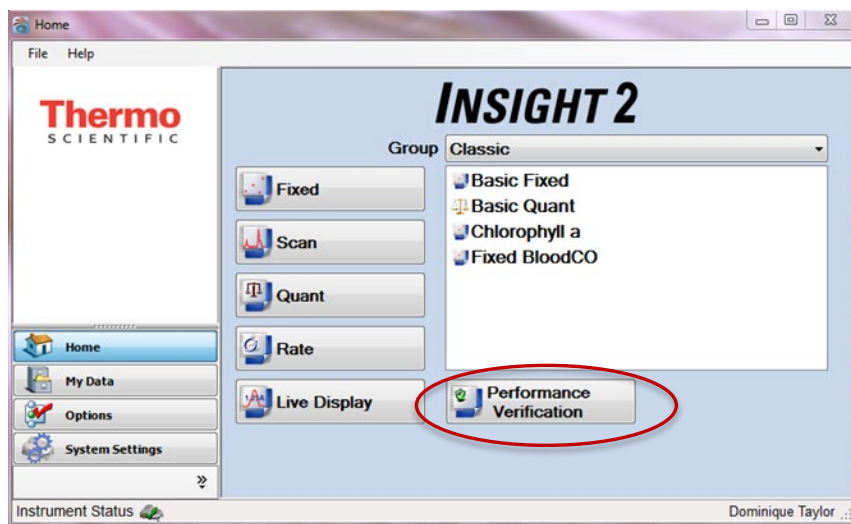 Home
File Help
Thermo
SCIENTIFIC
INSIGHT 2
Group Classic
Fixed
Scan
Quant
Rate
Live Display
Basic Fixed
Basic Quant
Chlorophyll a
Fixed BloodCO
Performance
Verification
Home
My Data
Options
System Settings
Instrument Status
Dominique Taylor